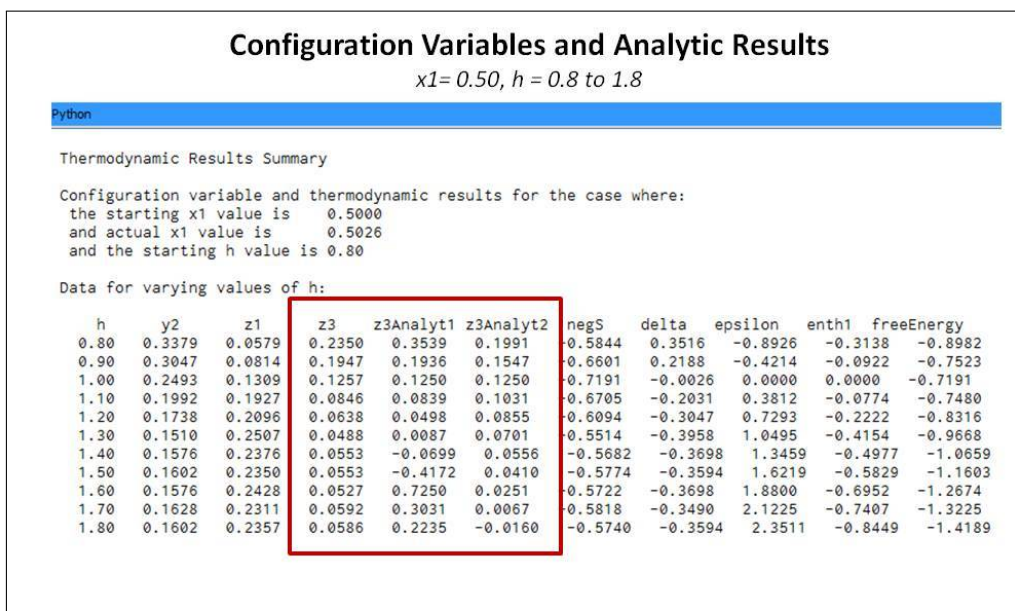 Configuration Variables and Analytic Results
x1= 0.50, h = 0.8 to 1.8
Python
Thermodynamic Results Summary
Configuration variable and thermodynamic results for the case where:
the starting x1 value is 0.5000
and actual x1 value is 0.5026
and the starting h value is 0.80
Data for varying values of h:
h y2 z1 z3 z3Analyt1 z3Analyt2 negS delta epsilon enth1 freeEnergy
0.80 0.3379 0.0579 0.2350 0.3539 0.1991 -0.5844 0.3516 -0.8926 -0.3138 -0.8982
0.90 0.3047 0.0814 0.1947 0.1936 0.1547 -0.6601 0.2188 -0.4214 -0.0922 -0.7523
1.00 0.2493 0.1309 0.1257 0.1250 0.1250 -0.7191 -0.0026 0.0000 0.0000 -0.7191
1.10 0.1992 0.1927 0.0846 0.0839 0.1031 -0.6705 -0.2031 0.3812 -0.0774 -0.7480
1.20 0.1738 0.2096 0.0638 0.0498 0.0855 -0.6094 -0.3047 0.7293 -0.2222 -0.8316
1.30 0.1510 0.2507 0.0488 0.0087 0.0701 -0.5514 -0.3958 1.0495 -0.4154 -0.9668
1.40 0.1576 0.2376 0.0553 -0.0699 0.0556 -0.5682 -0.3698 1.3459 -0.4977 -1.0659
1.50 0.1602 0.2350 0.0553 -0.4172 0.0410 -0.5774 -0.3594 1.6219 -0.5829 -1.1603
1.60 0.1576 0.2428 0.0527 0.7250 0.0251 -0.5722 -0.3698 1.8800 -0.6952 -1.2674
1.70 0.1628 0.2311 0.0592 0.3031 0.0067 -0.5818 -0.3490 2.1225 -0.7407 -1.3225
1.80 0.1602 0.2357 0.0586 0.2235 -0.0160 -0.5740 -0.3594 2.3511 -0.8449 -1.4189